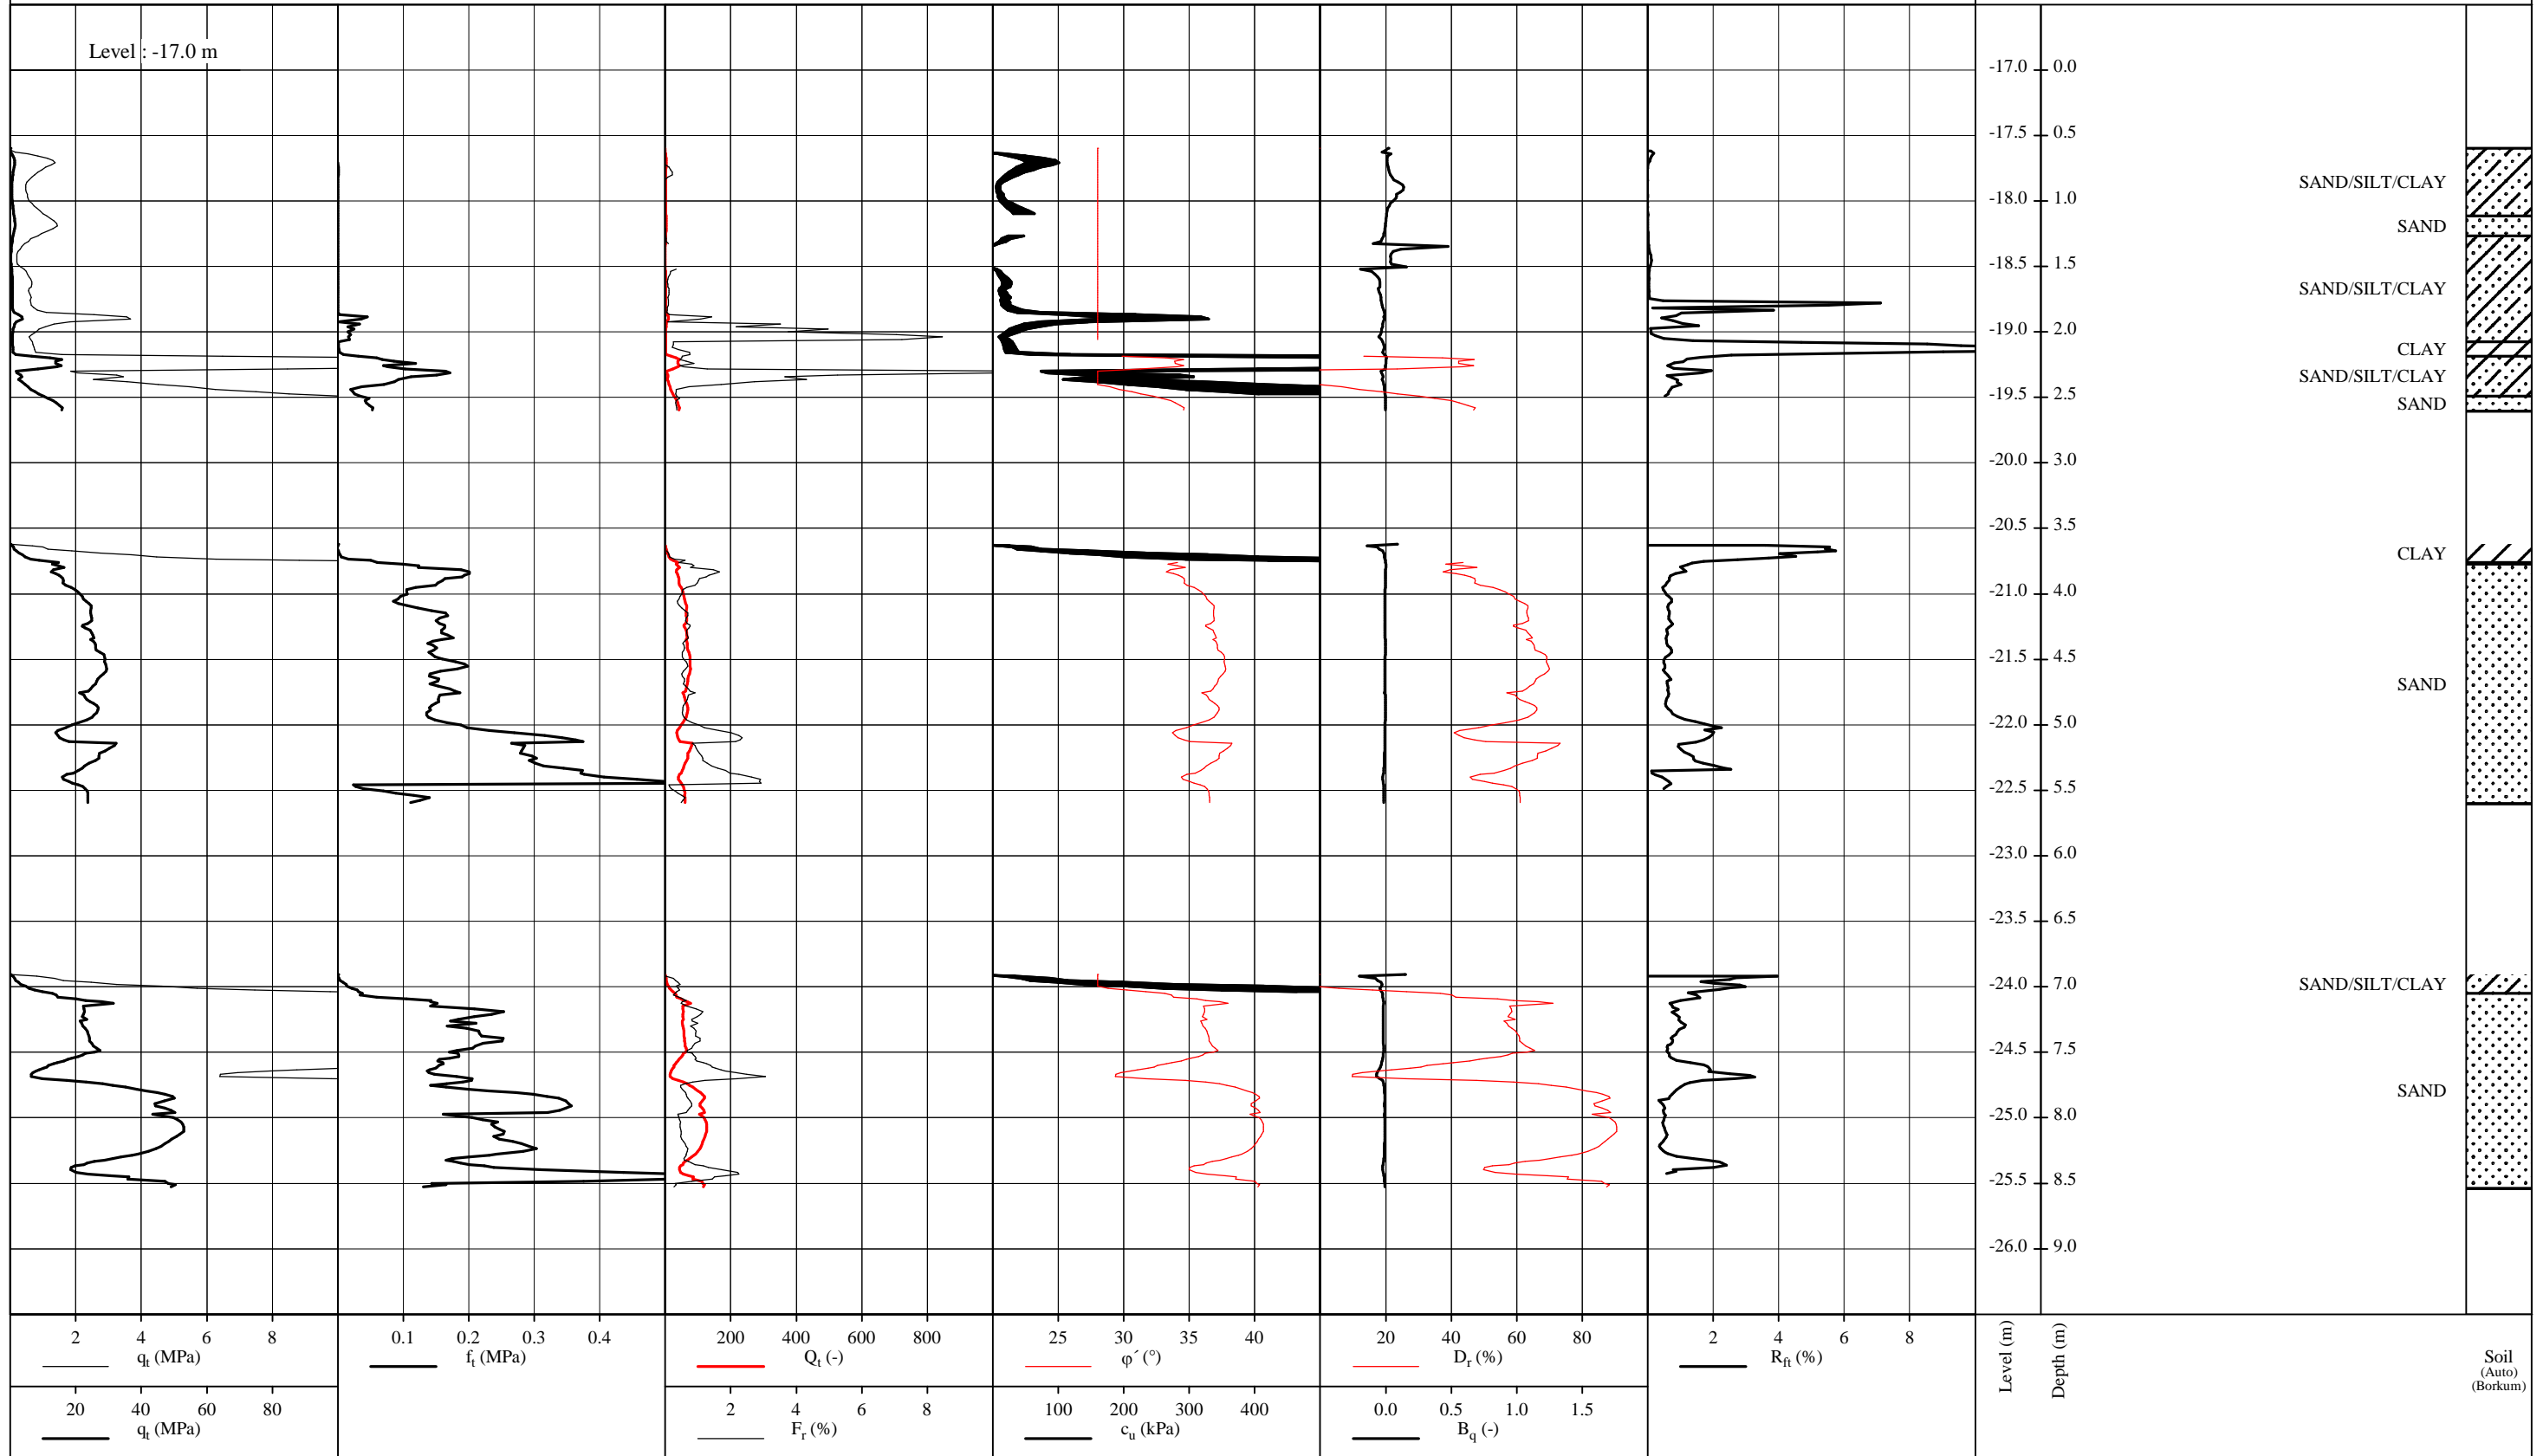 Level : -17.0 m
-17.0 0.0
-17.5 0.5
SAND/SILT/CLAY
-18.0 1.0
SAND
-18.5 1.5
SAND/SILT/CLAY
-19.0 2.0
CLAY
SAND/SILT/CLAY
-19.5 2.5
SAND
-20.0 3.0
-20.5 3.5
CLAY
-21.0 4.0
-21.5 4.5
SAND
-22.0 5.0
-22.5 5.5
-23.0 6.0
-23.5 6.5
-24.0 7.0
SAND/SILT/CLAY
-24.5 7.5
SAND
-25.0 8.0
-25.5 8.5
-26.0 9.0
2 4 6 8 0.1 0.2 0.3 0.4 200 400 600 800 25 30 35 40 20 40 60 80 2 4 6 8
qt (MPa) ft (MPa) Qt (-) φ´ (°) Dr (%) Rft (%)
Level (m)
Depth (m)
Soil
(Auto)
(Borkum)
20 40 60 80 2 4 6 8 100 200 300 400 0.0 0.5 1.0 1.5
qt (MPa) Fr (%) cu (kPa) Bq (-)